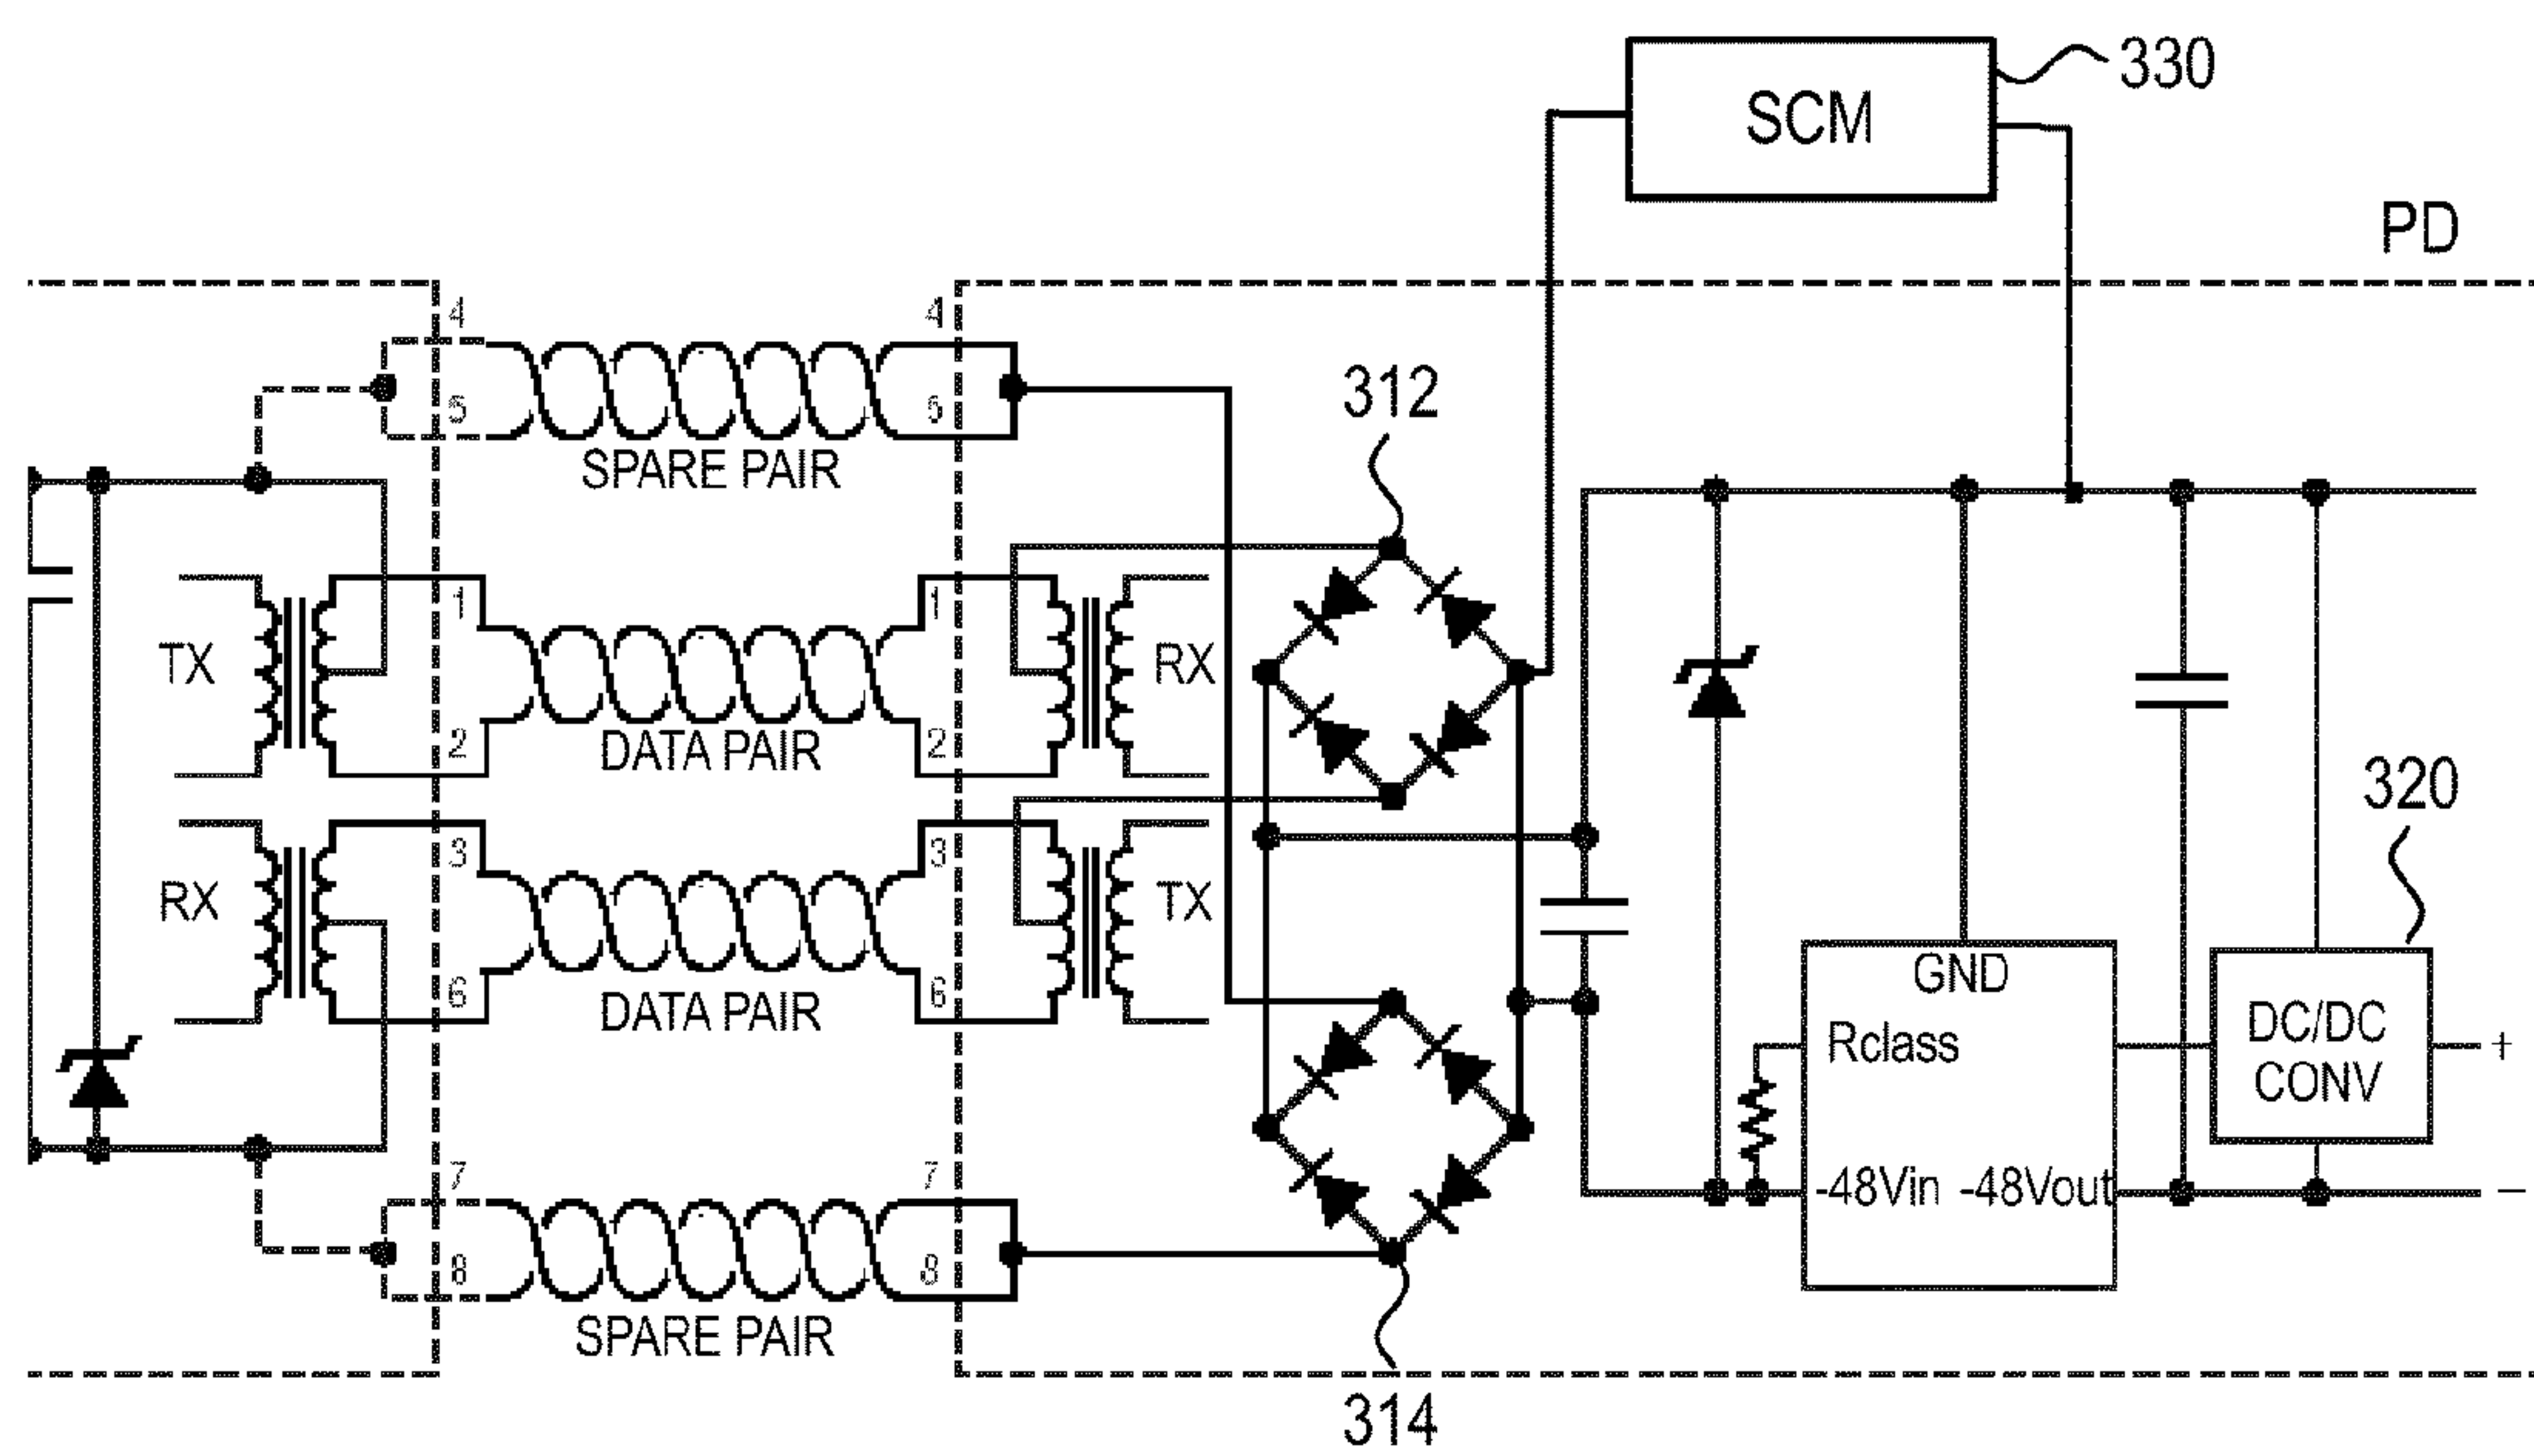 330
SCM
PD
4
4
5
5
SPARE PAIR
312
1
1
TX
RX
2
2
DATA PAIR
320
3
3
RX
TX
6
6
DATA PAIR
GND
DC/DC
CONV
Rclass
+
-48Vin
-48Vout
−
7
7
8
8
SPARE PAIR
314